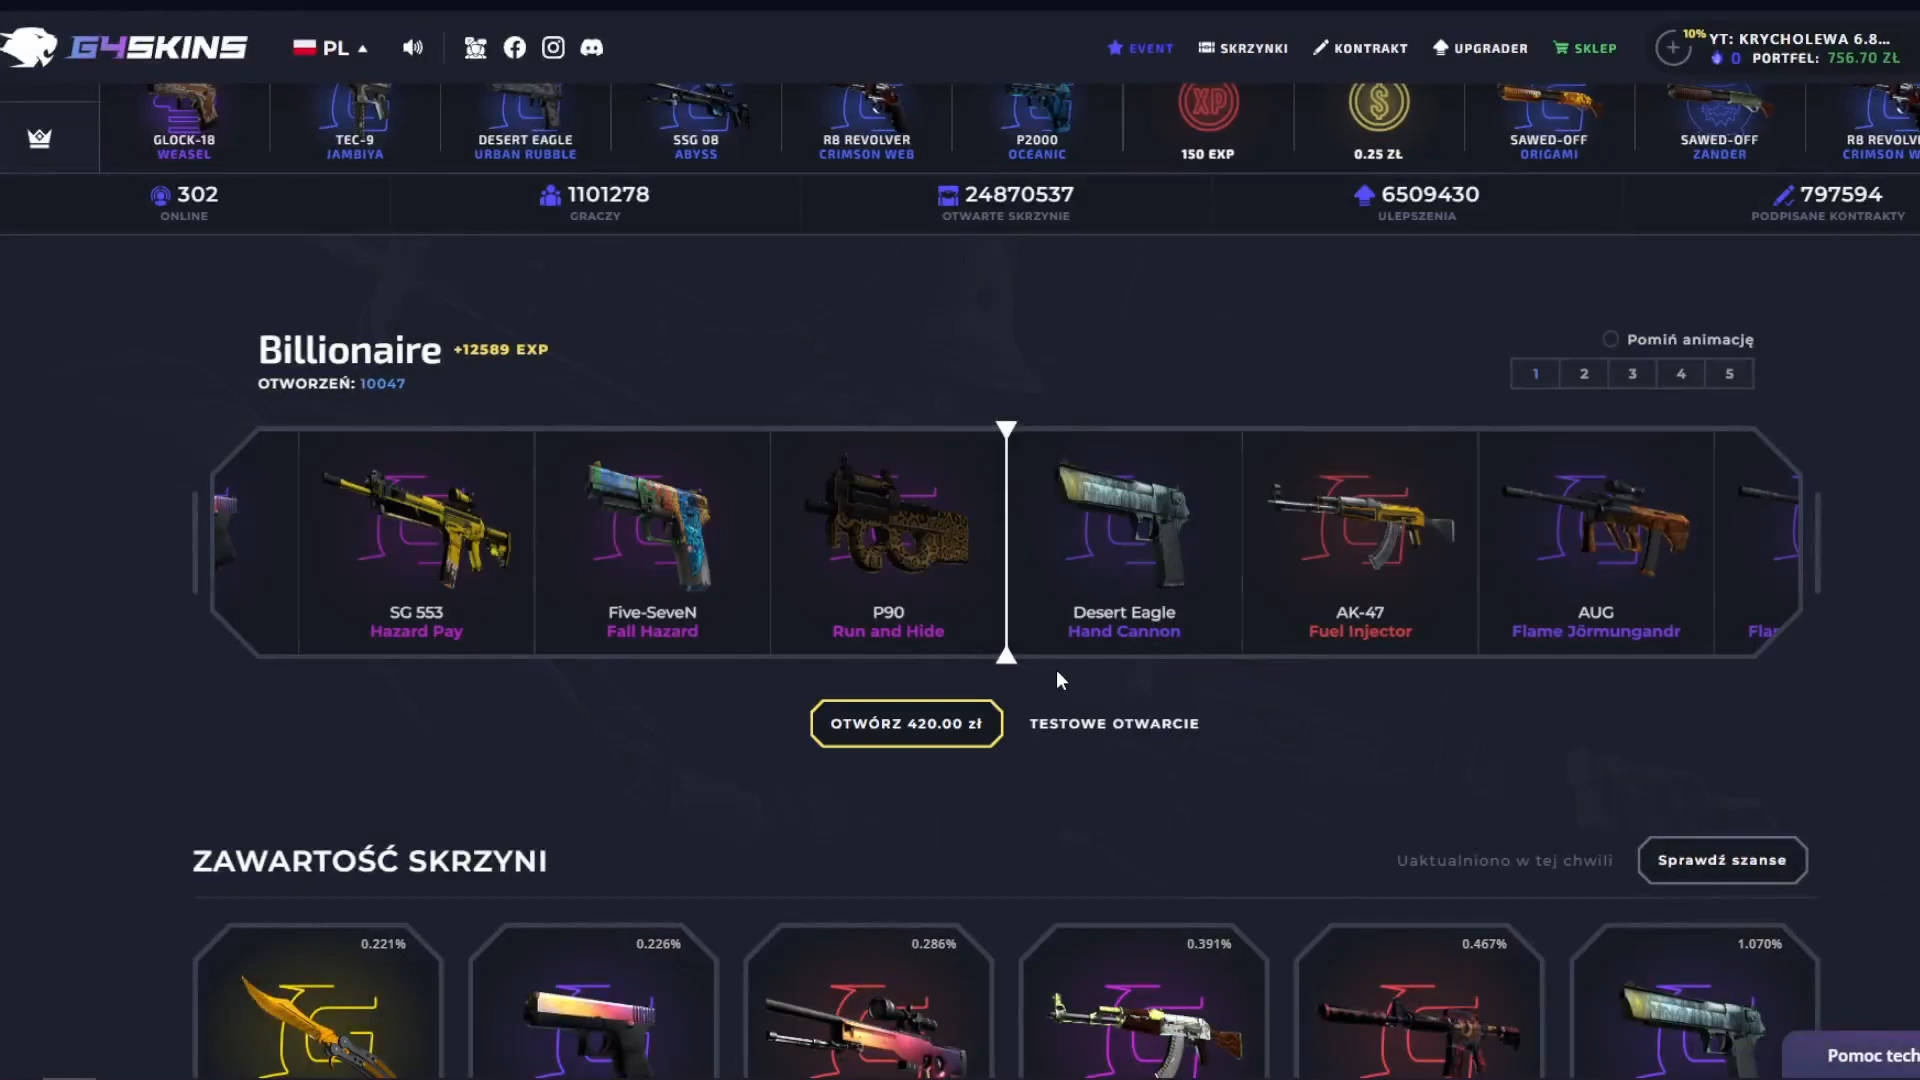 G4SKINS
PL
EVENT
SKRZYNKI
KONTRAKT
UPGRADER
SKLEP
10%
YT: KRYCHOLEWA 6.8...
0 PORTFEL: 756.70 ZŁ
GLOCK-18
WEASEL
TEC-9
JAMBIYA
DESERT EAGLE
URBAN RUBBLE
SSG 08
ABYSS
R8 REVOLVER
CRIMSON WEB
P2000
OCEANIC
XP
150 EXP
$
0.25 ZŁ
SAWED-OFF
ORIGAMI
SAWED-OFF
ZANDER
R8 REVOLV
CRIMSON W
302
ONLINE
1101278
GRACZY
24870537
OTWARTE SKRZYNIE
6509430
ULEPSZENIA
797594
PODPISANE KONTRAKTY
Billionaire +12589 EXP
OTWORZEŃ: 10047
Pomiń animację
1 2 3 4 5
SG 553
Hazard Pay
Five-SeveN
Fall Hazard
P90
Run and Hide
Desert Eagle
Hand Cannon
AK-47
Fuel Injector
AUG
Flame Jörmungandr
Flar
OTWÓRZ 420.00 zł
TESTOWE OTWARCIE
ZAWARTOŚĆ SKRZYNI
Uaktualniono w tej chwili
Sprawdź szanse
0.221%
0.226%
0.286%
0.391%
0.467%
1.070%
Pomoc tech